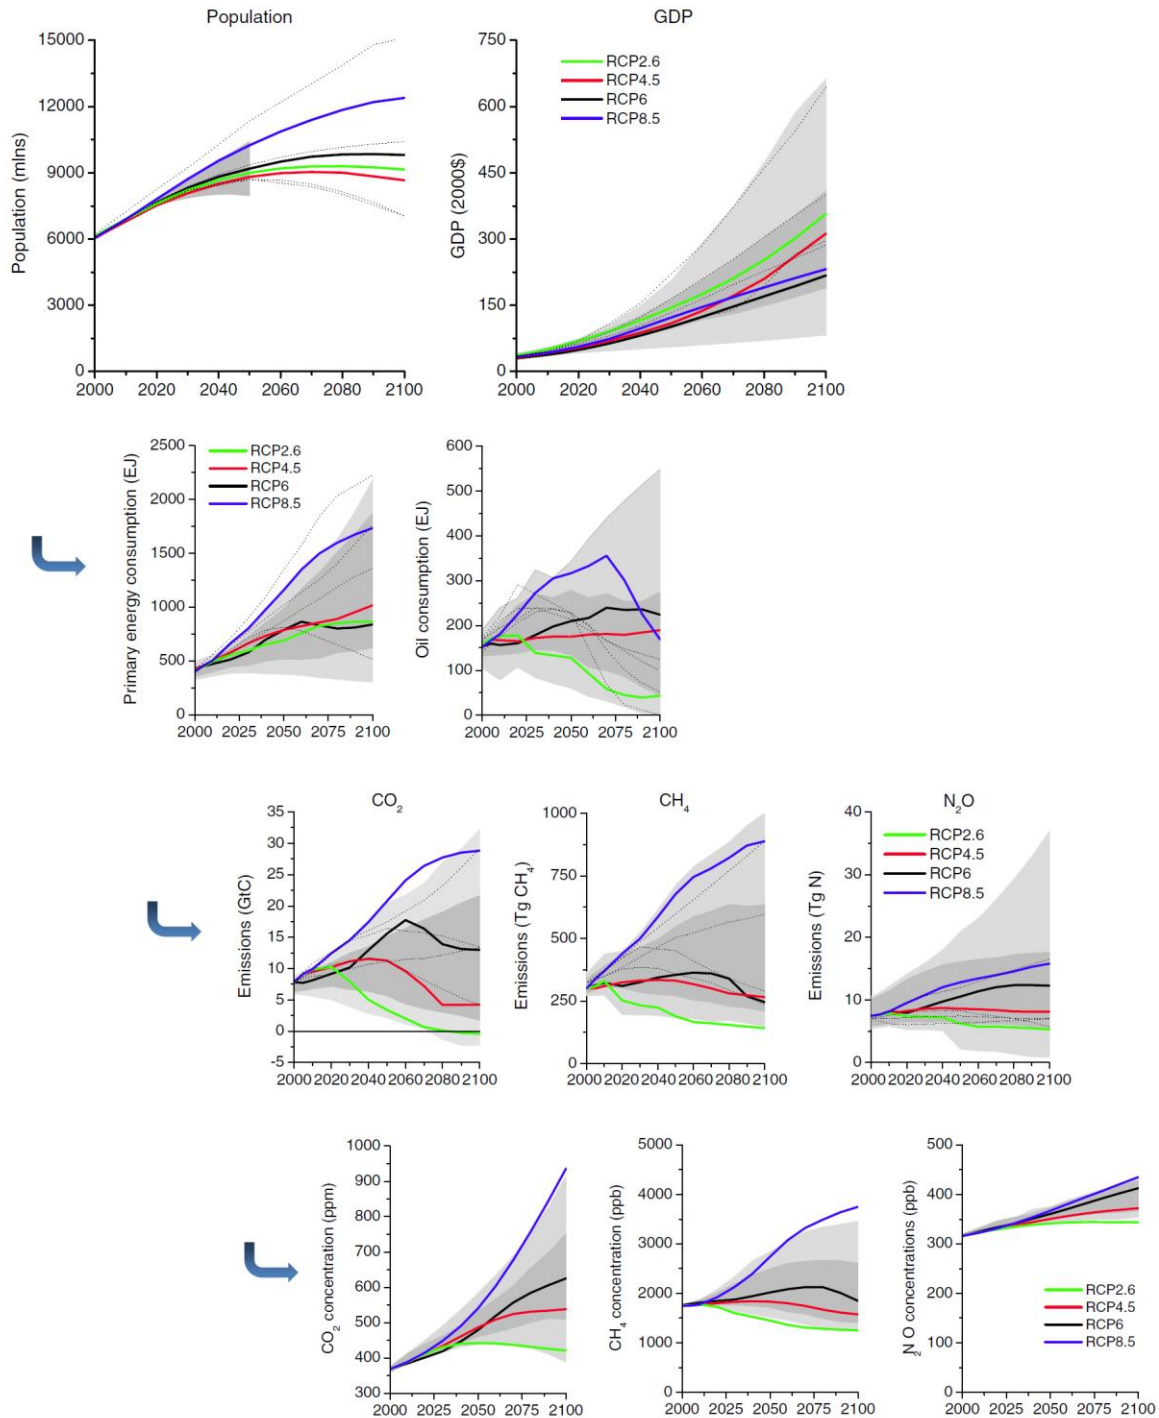 Population
GDP
15000
12000
9000
6000
3000
0
Population (mlns)
2000 2020 2040 2060 2080 2100
750
600
450
300
150
0
GDP (2000$)
RCP2.6
RCP4.5
RCP6
RCP8.5
2000 2020 2040 2060 2080 2100
2500
2000
1500
1000
500
0
Primary energy consumption (EJ)
RCP2.6
RCP4.5
RCP6
RCP8.5
2000 2025 2050 2075 2100
600
500
400
300
200
100
0
Oil consumption (EJ)
2000 2025 2050 2075 2100
CO₂
35
30
25
20
15
10
5
0
-5
Emissions (GtC)
2000 2020 2040 2060 2080 2100
CH₄
1000
750
500
250
0
Emissions (Tg CH₄)
2000 2020 2040 2060 2080 2100
N₂O
40
30
20
10
0
Emissions (Tg N)
RCP2.6
RCP4.5
RCP6
RCP8.5
2000 2020 2040 2060 2080 2100
1000
900
800
700
600
500
400
300
CO₂ concentration (ppm)
2000 2025 2050 2075 2100
5000
4000
3000
2000
1000
0
CH₄ concentration (ppb)
2000 2025 2050 2075 2100
500
400
300
200
100
0
N₂O concentrations (ppb)
RCP2.6
RCP4.5
RCP6
RCP8.5
2000 2025 2050 2075 2100